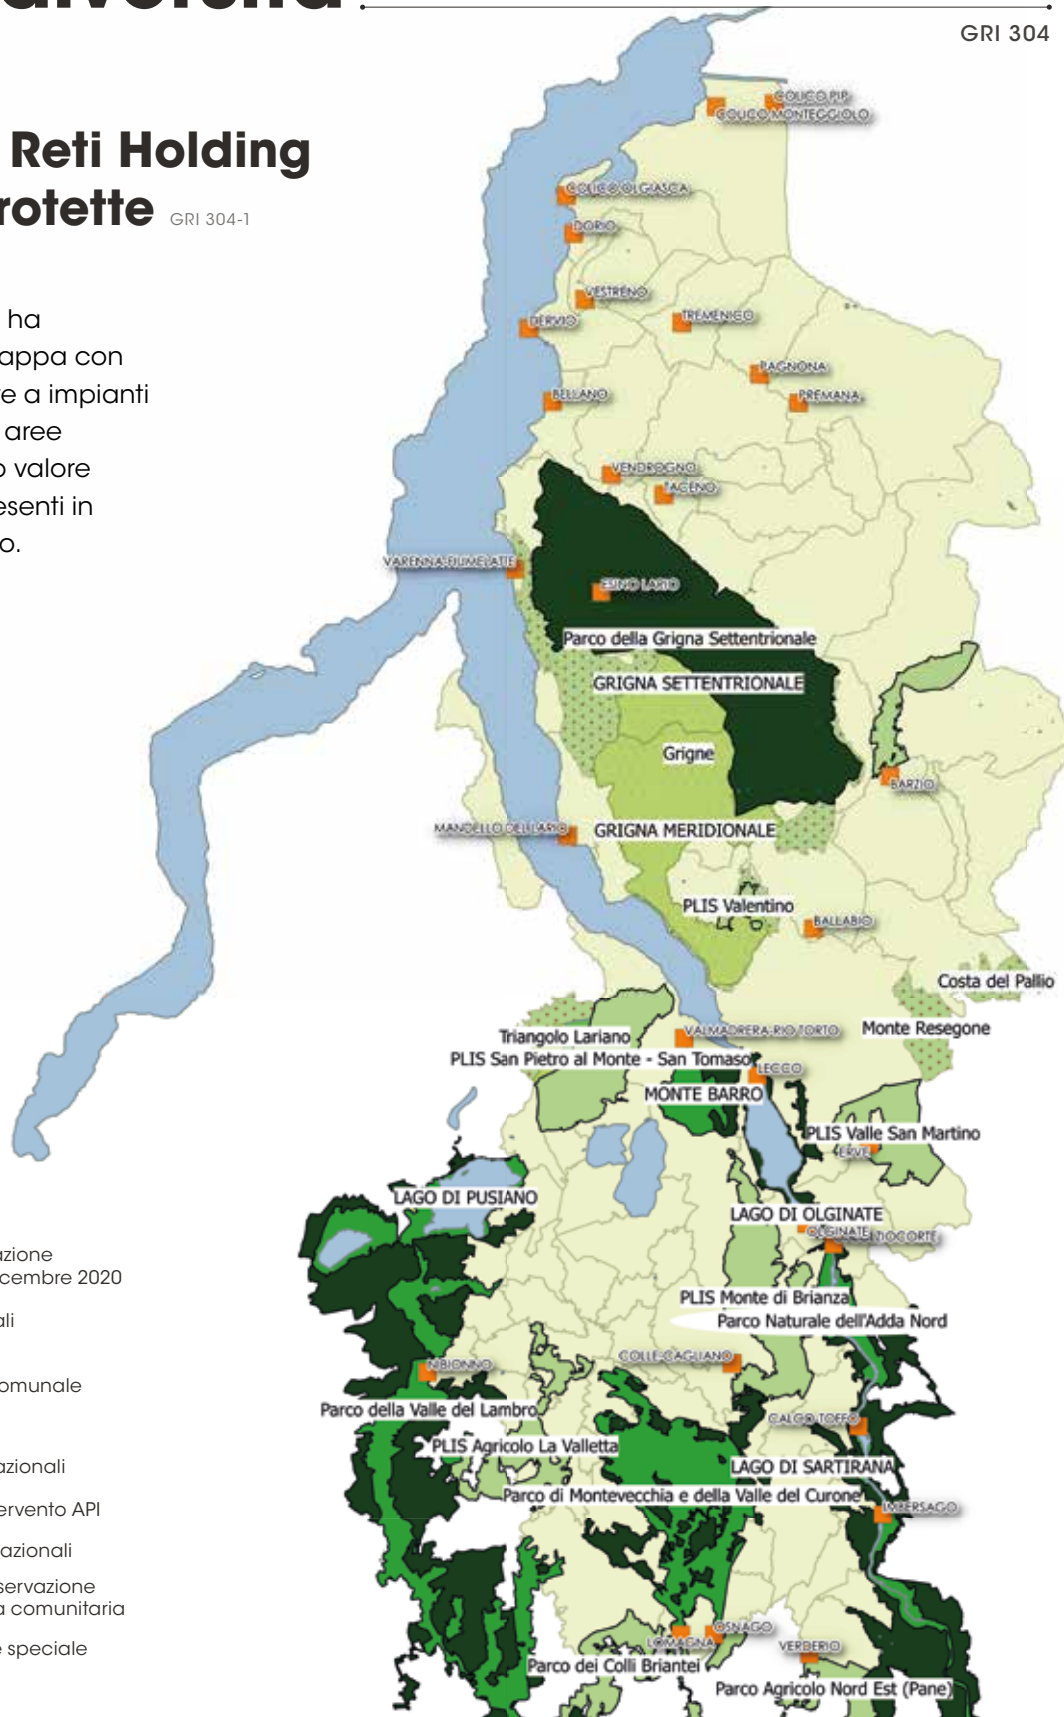 GRI 304
Reti Holding
rotette GRI 304-1
ha
appa con
e a impianti
aree
o valore
esenti in
o.
COLICO PIP
COLICO MONTEGGIOLO
COLICO OLGIASCA
DORIO
VESTRENO
DERVIO
TREMENICO
PAGNONA
BELLANO
PREMANA
VENDROGNO
TACENO
VARENNA-FIUMELATTE
ESINO LARIO
Parco della Grigna Settentrionale
GRIGNA SETTENTRIONALE
Grigne
BARZIO
MANDELLO DEL LARIO
GRIGNA MERIDIONALE
PLIS Valentino
BALLABIO
Costa del Pallio
Monte Resegone
VALMADRERA-RIO TORTO
Triangolo Lariano
PLIS San Pietro al Monte - San Tomaso
LECCO
MONTE BARRO
PLIS Valle San Martino
ERVE
LAGO DI PUSIANO
LAGO DI OLGINATE
OLGINATE
ZIOCORTE
azione
cembre 2020
PLIS Monte di Brianza
Parco Naturale dell'Adda Nord
ali
NIBIONNO
COLLE-CAGLIANO
omunale
Parco della Valle del Lambro
CALCO-TOFFO
PLIS Agricolo La Valletta
azionali
LAGO DI SARTIRANA
Parco di Montevecchia e della Valle del Curone
ervento API
IMBERSAGO
azionali
servazione
a comunitaria
OSNAGO
LOMAGNA
VERDERIO
e speciale
Parco dei Colli Briantei
Parco Agricolo Nord Est (Pane)